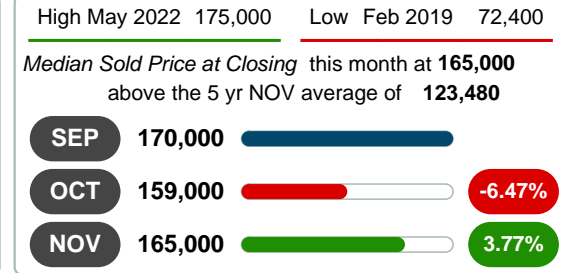 High May 2022 175,000 Low Feb 2019 72,400
Median Sold Price at Closing this month at 165,000
above the 5 yr NOV average of 123,480
SEP 170,000
OCT 159,000 -6.47%
NOV 165,000 3.77%